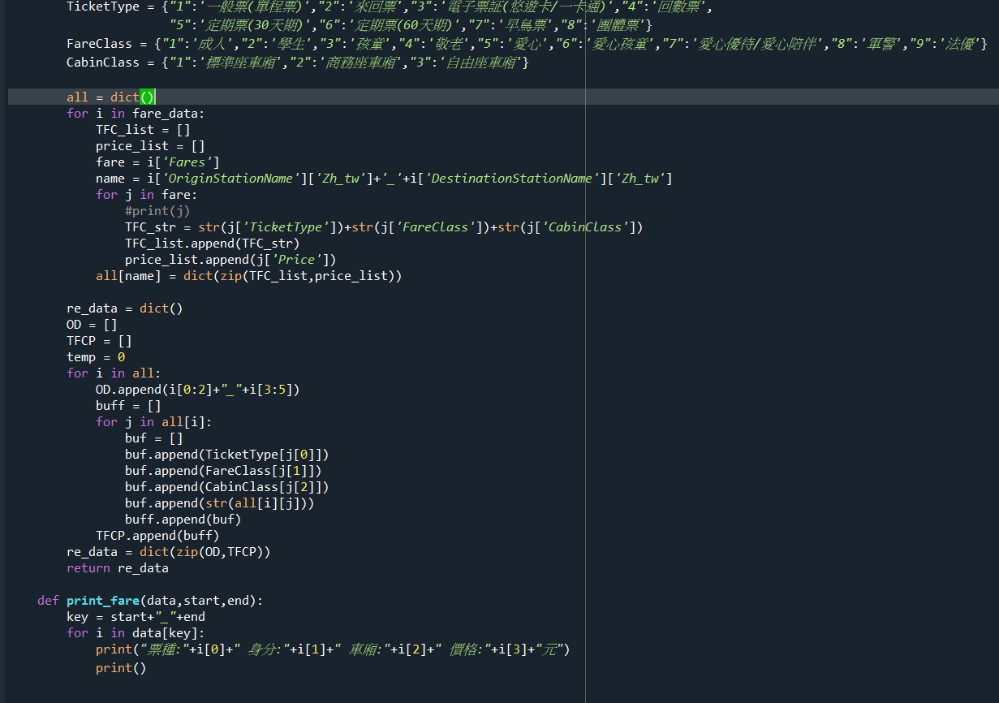 TicketType = {"1":'一般票(單程票)',"2":'來回票',"3":'電子票証(悠遊卡/一卡通)',"4":'回數票',
"5":'定期票(30天期)',"6":'定期票(60天期)',"7":'早鳥票',"8":'團體票'}
FareClass = {"1":'成人',"2":'學生',"3":'孩童',"4":'敬老',"5":'愛心',"6":'愛心孩童',"7":'愛心優待/愛心陪伴',"8":'軍警',"9":'法優'}
CabinClass = {"1":'標準座車廂',"2":'商務座車廂',"3":'自由座車廂'}
all = dict()
for i in fare_data:
TFC_list = []
price_list = []
fare = i['Fares']
name = i['OriginStationName']['Zh_tw']+'_'+i['DestinationStationName']['Zh_tw']
for j in fare:
#print(j)
TFC_str = str(j['TicketType'])+str(j['FareClass'])+str(j['CabinClass'])
TFC_list.append(TFC_str)
price_list.append(j['Price'])
all[name] = dict(zip(TFC_list,price_list))
re_data = dict()
OD = []
TFCP = []
temp = 0
for i in all:
OD.append(i[0:2]+"_"+i[3:5])
buff = []
for j in all[i]:
buf = []
buf.append(TicketType[j[0]])
buf.append(FareClass[j[1]])
buf.append(CabinClass[j[2]])
buf.append(str(all[i][j]))
buff.append(buf)
TFCP.append(buff)
re_data = dict(zip(OD,TFCP))
return re_data
def print_fare(data,start,end):
key = start+"_"+end
for i in data[key]:
print("票種:"+i[0]+" 身分:"+i[1]+" 車廂:"+i[2]+" 價格:"+i[3]+"元")
print()